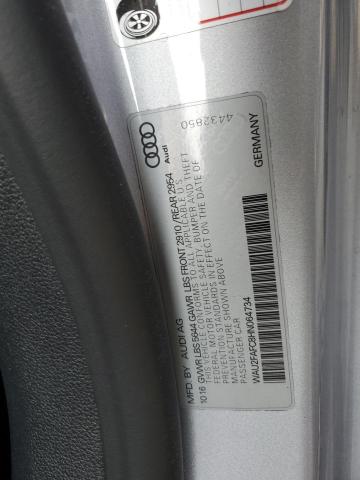 4432850
Audi
MFD. BY AUDI AG
10 16 GVWR LBS 5644 GAWR LBS FRONT 2910 /REAR 2954
THIS VEHICLE CONFORMS TO ALL APPLICABLE U.S.
FEDERAL MOTOR VEHICLE SAFETY, BUMPER AND THEFT
PREVENTION STANDARDS IN EFFECT ON THE DATE OF
MANUFACTURE SHOWN ABOVE
PASSENGER CAR
WAU2FAFC8HN064734
GERMANY